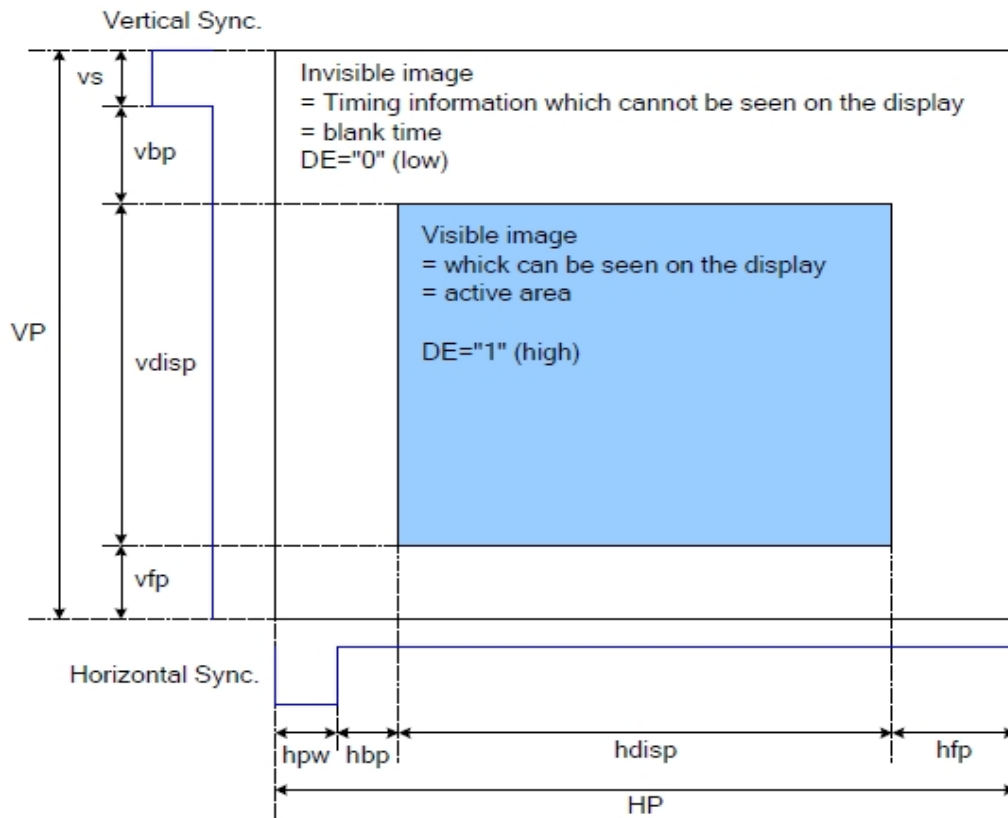 Vertical Sync.
vs
Invisible image
= Timing information which cannot be seen on the display
= blank time
DE="0" (low)
vbp
Visible image
= whick can be seen on the display
= active area
DE="1" (high)
VP
vdisp
vfp
Horizontal Sync.
hpw
hbp
hdisp
hfp
HP